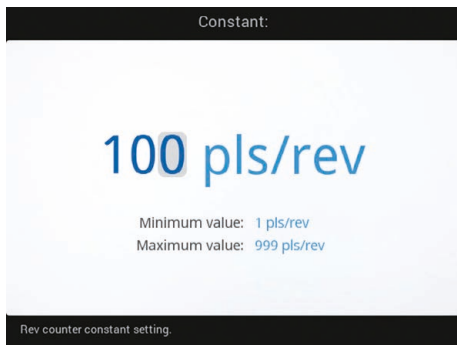 Constant:
100 pls/rev
Minimum value: 1 pls/rev
Maximum value: 999 pls/rev
Rev counter constant setting.